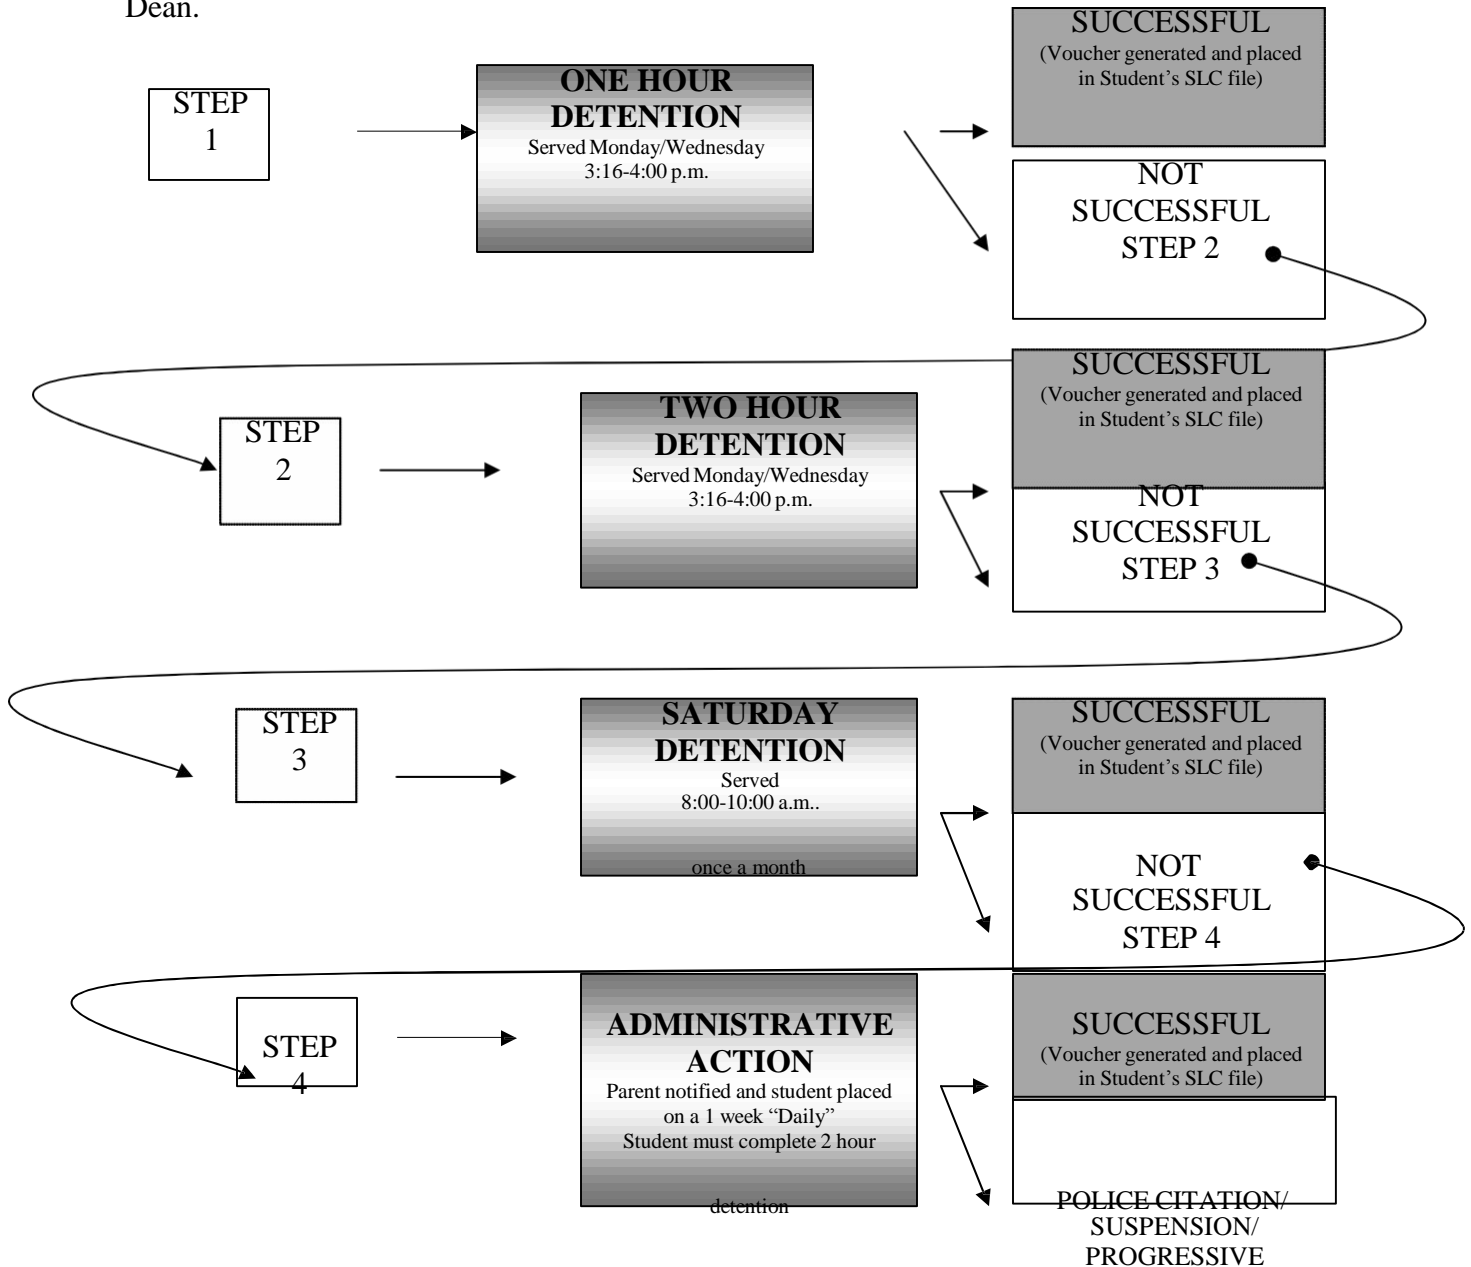 Dean.
STEP
1
ONE HOUR
DETENTION
Served Monday/Wednesday
3:16-4:00 p.m.
SUCCESSFUL
(Voucher generated and placed
in Student's SLC file)
NOT
SUCCESSFUL
STEP 2
STEP
2
TWO HOUR
DETENTION
Served Monday/Wednesday
3:16-4:00 p.m.
SUCCESSFUL
(Voucher generated and placed
in Student's SLC file)
NOT
SUCCESSFUL
STEP 3
STEP
3
SATURDAY
DETENTION
Served
8:00-10:00 a.m..
once a month
SUCCESSFUL
(Voucher generated and placed
in Student's SLC file)
NOT
SUCCESSFUL
STEP 4
STEP
4
ADMINISTRATIVE
ACTION
Parent notified and student placed
on a 1 week “Daily”
Student must complete 2 hour
detention
SUCCESSFUL
(Voucher generated and placed
in Student's SLC file)
POLICE CITATION/
SUSPENSION/
PROGRESSIVE